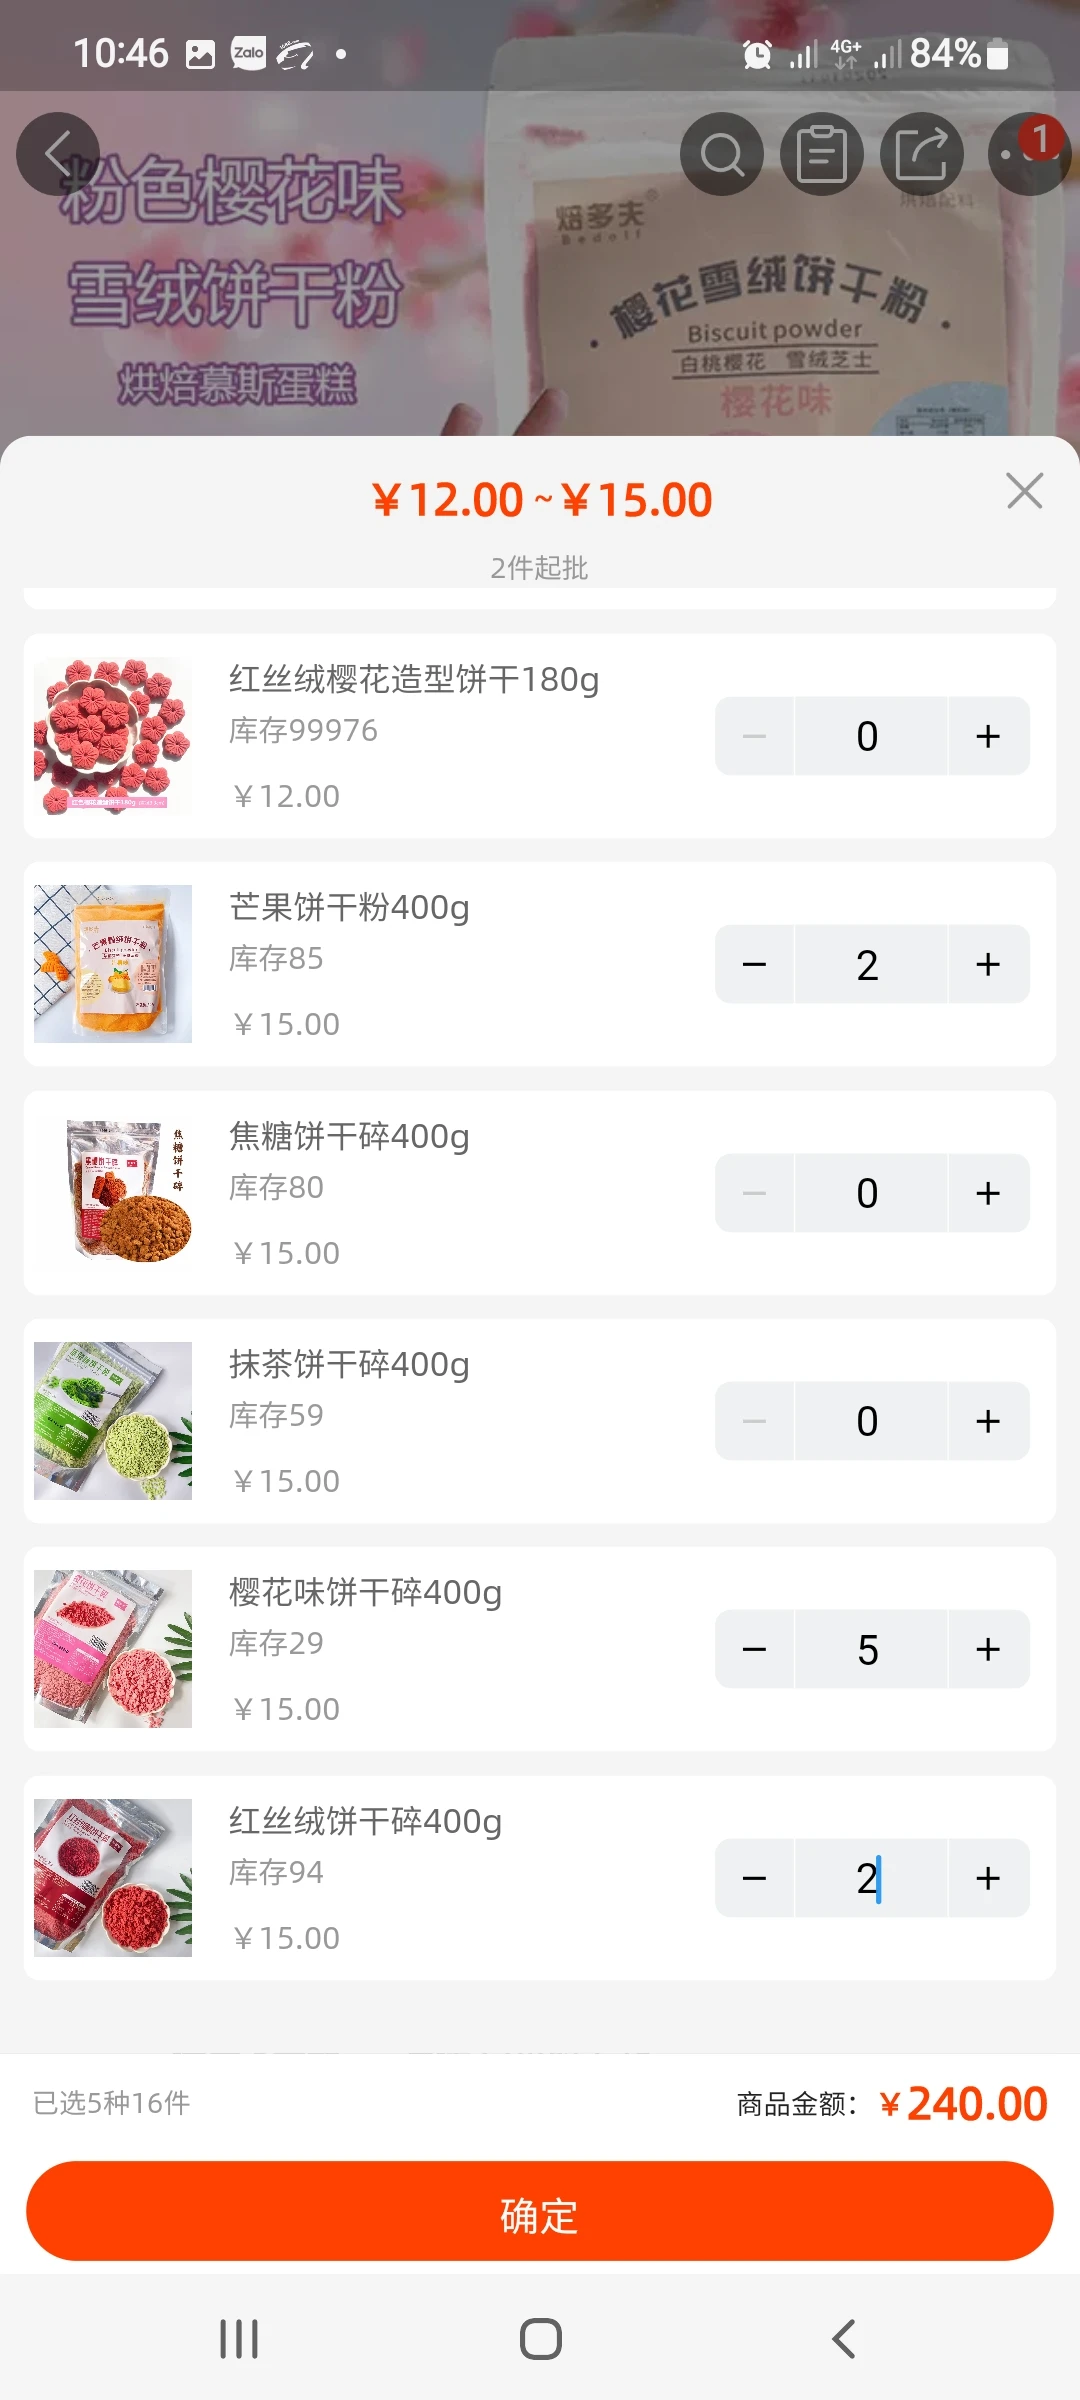 10:46
Zalo
4G+
84%
1
粉色樱花味
雪绒饼干粉
烘焙慕斯蛋糕
焙多夫
烘焙配料
樱花雪绒饼干粉
Biscuit powder
白桃樱花 雪绒芝士
樱花味
¥12.00~¥15.00
2件起批
红丝绒樱花造型饼干180g
库存99976
¥12.00
0
芒果饼干粉400g
库存85
¥15.00
2
焦糖饼干碎
焦糖饼干碎400g
库存80
¥15.00
0
抹茶饼干碎400g
库存59
¥15.00
0
樱花味饼干碎400g
库存29
¥15.00
5
红丝绒饼干碎400g
库存94
¥15.00
2
已选5种16件
商品金额：¥240.00
确定